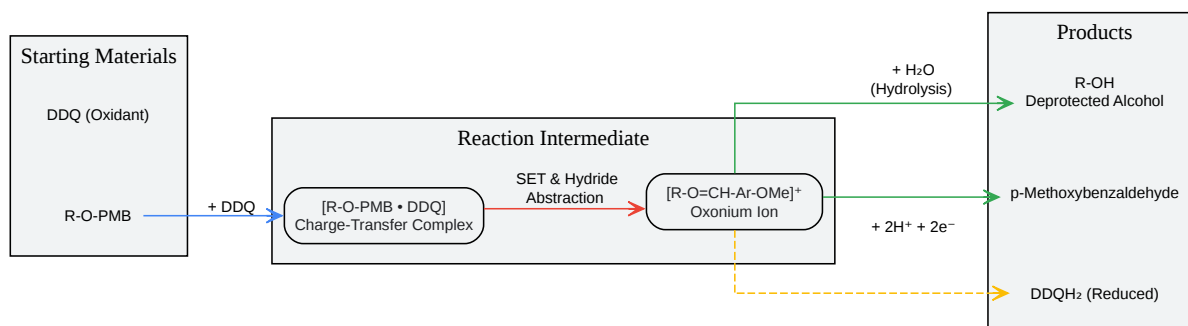 Starting Materials
DDQ (Oxidant)
R-O-PMB
+ DDQ
Reaction Intermediate
[R-O-PMB • DDQ]
Charge-Transfer Complex
SET & Hydride
Abstraction
[R-O=CH-Ar-OMe]⁺
Oxonium Ion
+ H₂O
(Hydrolysis)
+ 2H⁺ + 2e⁻
Products
R-OH
Deprotected Alcohol
p-Methoxybenzaldehyde
DDQH₂ (Reduced)